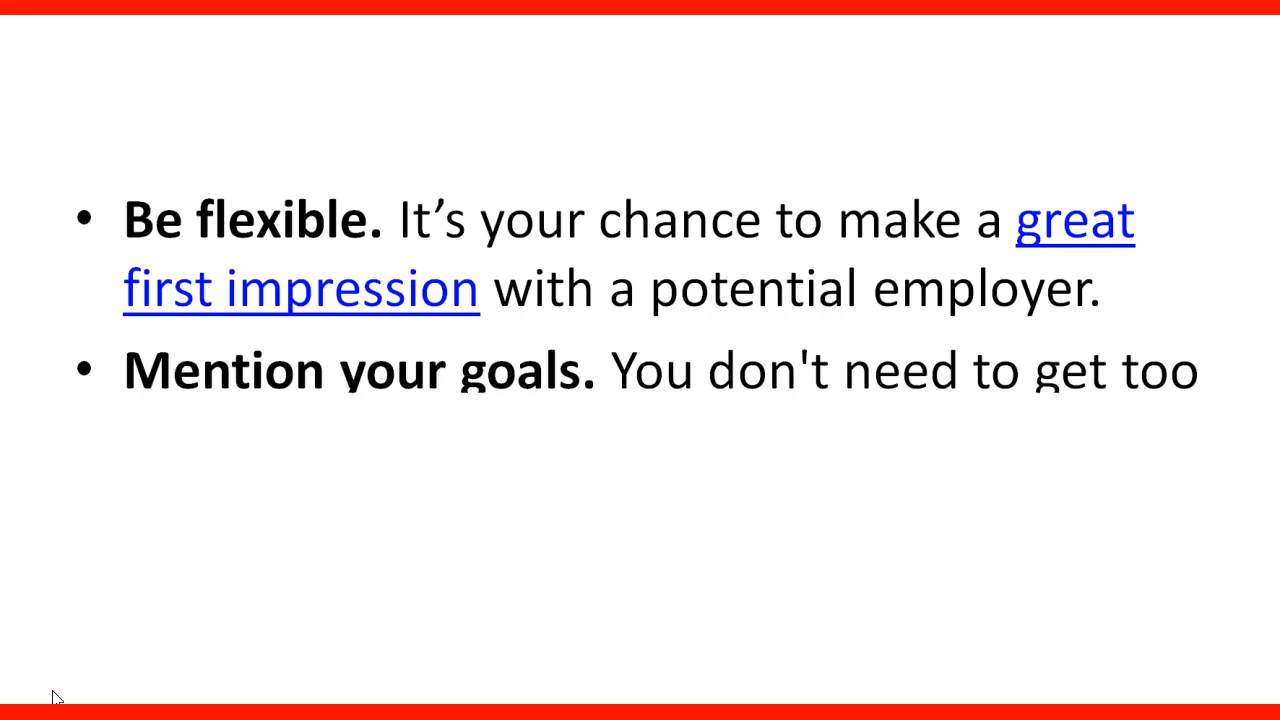 • Be flexible. It’s your chance to make a great
first impression with a potential employer.
• Mention your goals. You don't need to get too